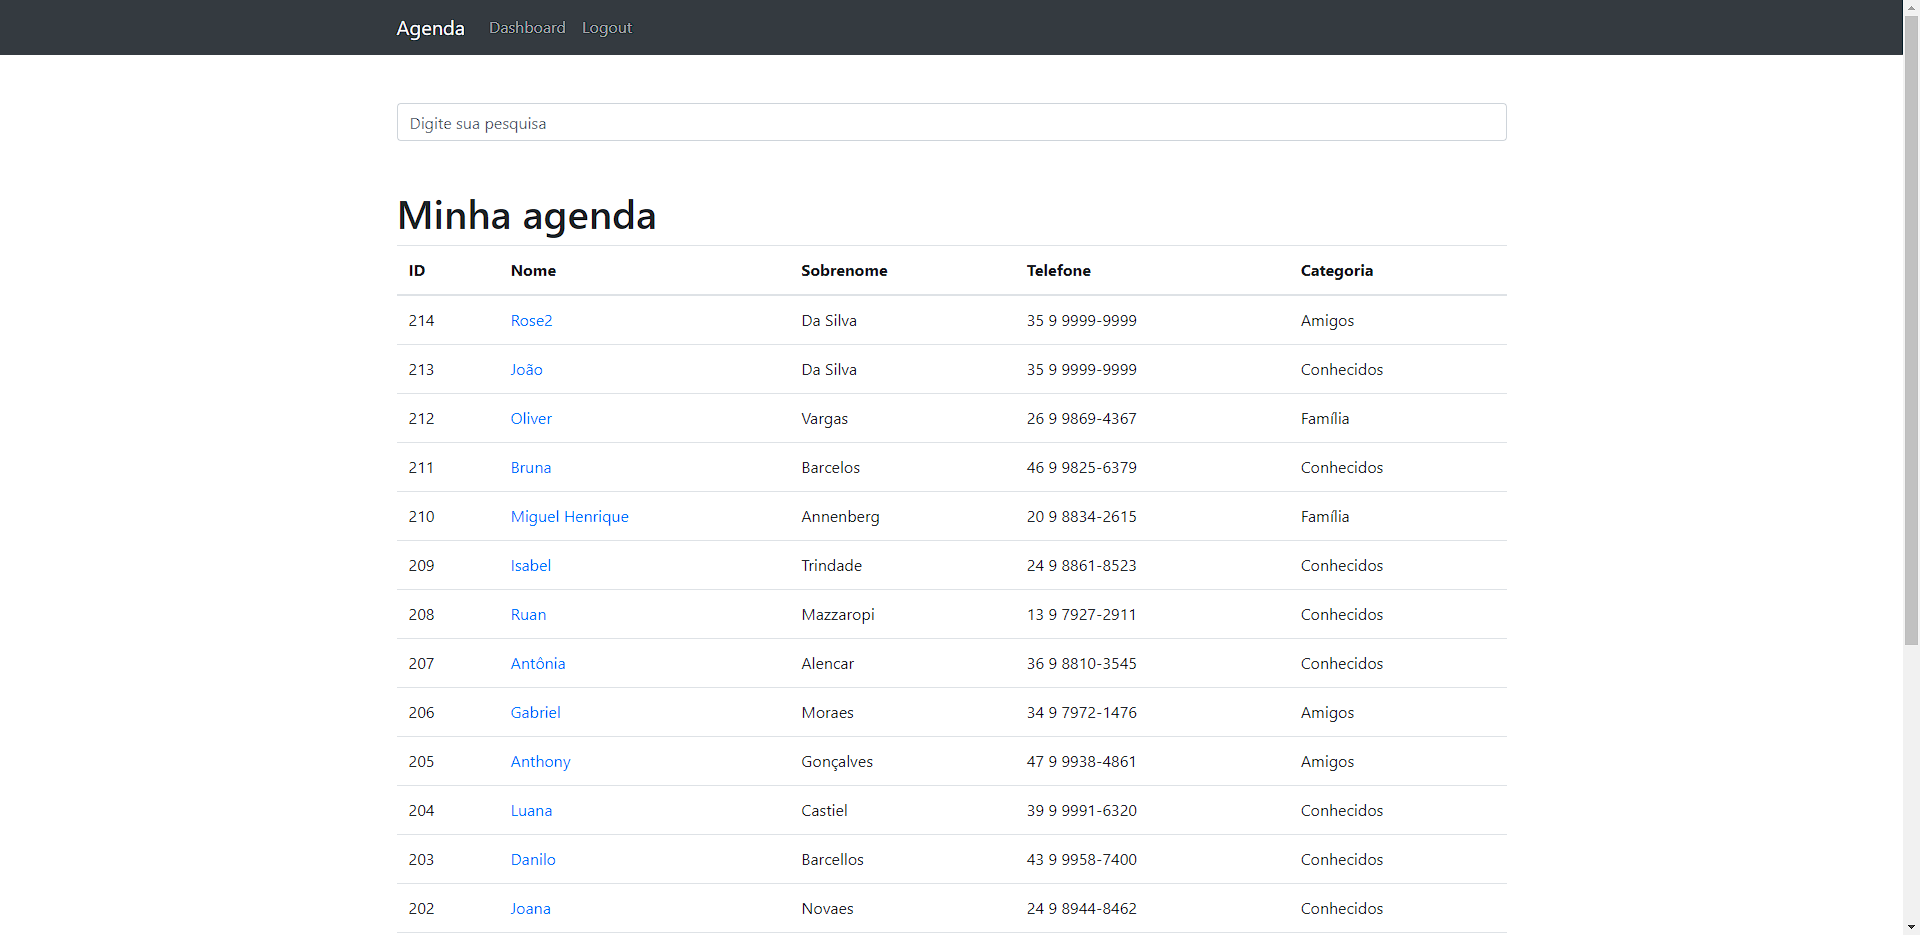 Agenda Dashboard Logout
Digite sua pesquisa
Minha agenda
ID Nome Sobrenome Telefone Categoria
214 Rose2 Da Silva 35 9 9999-9999 Amigos
213 João Da Silva 35 9 9999-9999 Conhecidos
212 Oliver Vargas 26 9 9869-4367 Família
211 Bruna Barcelos 46 9 9825-6379 Conhecidos
210 Miguel Henrique Annenberg 20 9 8834-2615 Família
209 Isabel Trindade 24 9 8861-8523 Conhecidos
208 Ruan Mazzaropi 13 9 7927-2911 Conhecidos
207 Antônia Alencar 36 9 8810-3545 Conhecidos
206 Gabriel Moraes 34 9 7972-1476 Amigos
205 Anthony Gonçalves 47 9 9938-4861 Amigos
204 Luana Castiel 39 9 9991-6320 Conhecidos
203 Danilo Barcellos 43 9 9958-7400 Conhecidos
202 Joana Novaes 24 9 8944-8462 Conhecidos